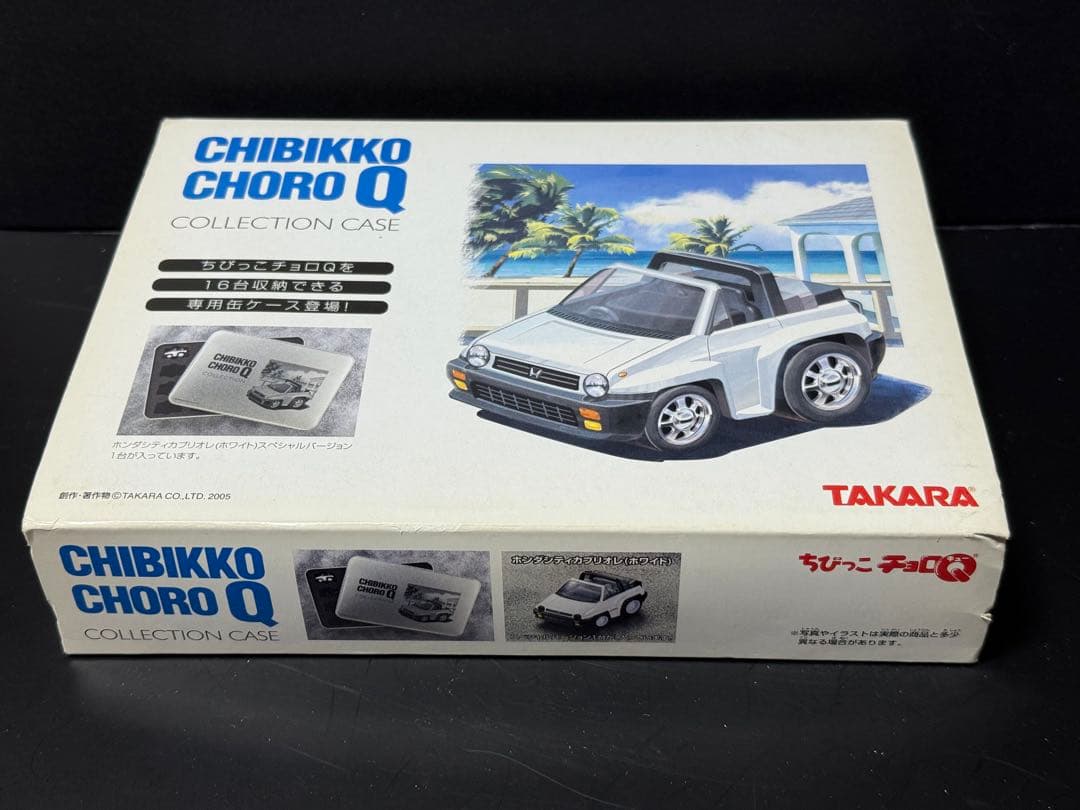 CHIBIKKO
CHORO Q
COLLECTION CASE
ちびっこチョロQを
16台収納できる
専用缶ケース登場!
CHIBIKKO
CHORO Q
COLLECTION
ホンダシティカブリオレ(ホワイト)スペシャルバージョン
1台が入っています。
創作・著作物©TAKARA CO.,LTD. 2005
TAKARA
CHIBIKKO
CHORO Q
COLLECTION CASE
CHIBIKKO
CHORO Q
ホンダシティカブリオレ(ホワイト)
ちびっこ チョロQ
※写真やイラストは実際の商品と多少
異なる場合があります。